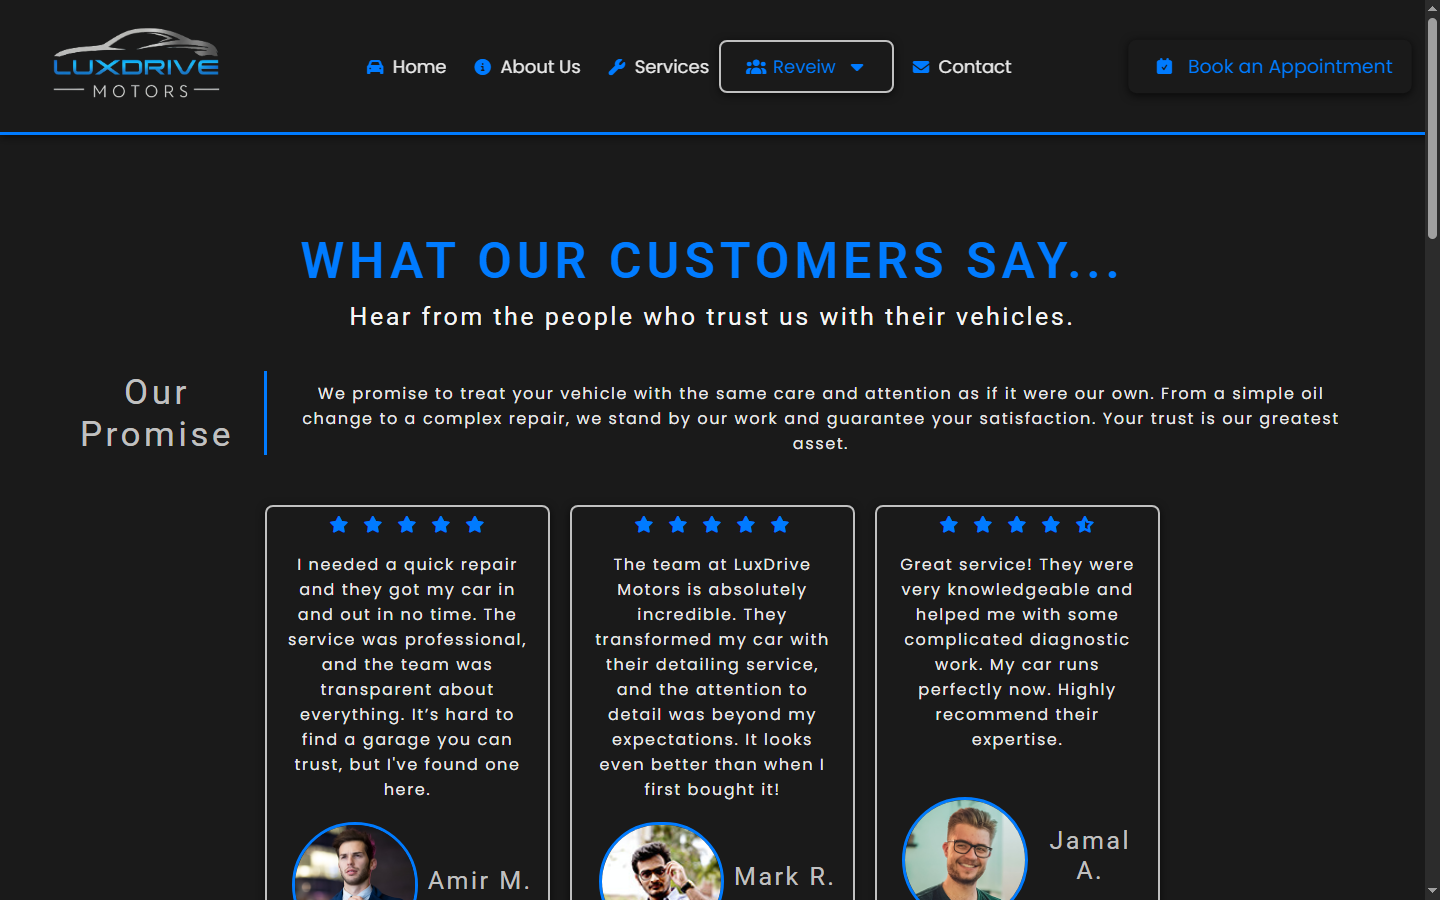 LUXDRIVE
MOTORS
Home
About Us
Services
Reveiw
Contact
Book an Appointment
WHAT OUR CUSTOMERS SAY...
Hear from the people who trust us with their vehicles.
Our
Promise
We promise to treat your vehicle with the same care and attention as if it were our own. From a simple oil
change to a complex repair, we stand by our work and guarantee your satisfaction. Your trust is our greatest
asset.
I needed a quick repair
and they got my car in
and out in no time. The
service was professional,
and the team was
transparent about
everything. It’s hard to
find a garage you can
trust, but I've found one
here.
Amir M.
The team at LuxDrive
Motors is absolutely
incredible. They
transformed my car with
their detailing service,
and the attention to
detail was beyond my
expectations. It looks
even better than when I
first bought it!
Mark R.
Great service! They were
very knowledgeable and
helped me with some
complicated diagnostic
work. My car runs
perfectly now. Highly
recommend their
expertise.
Jamal
A.